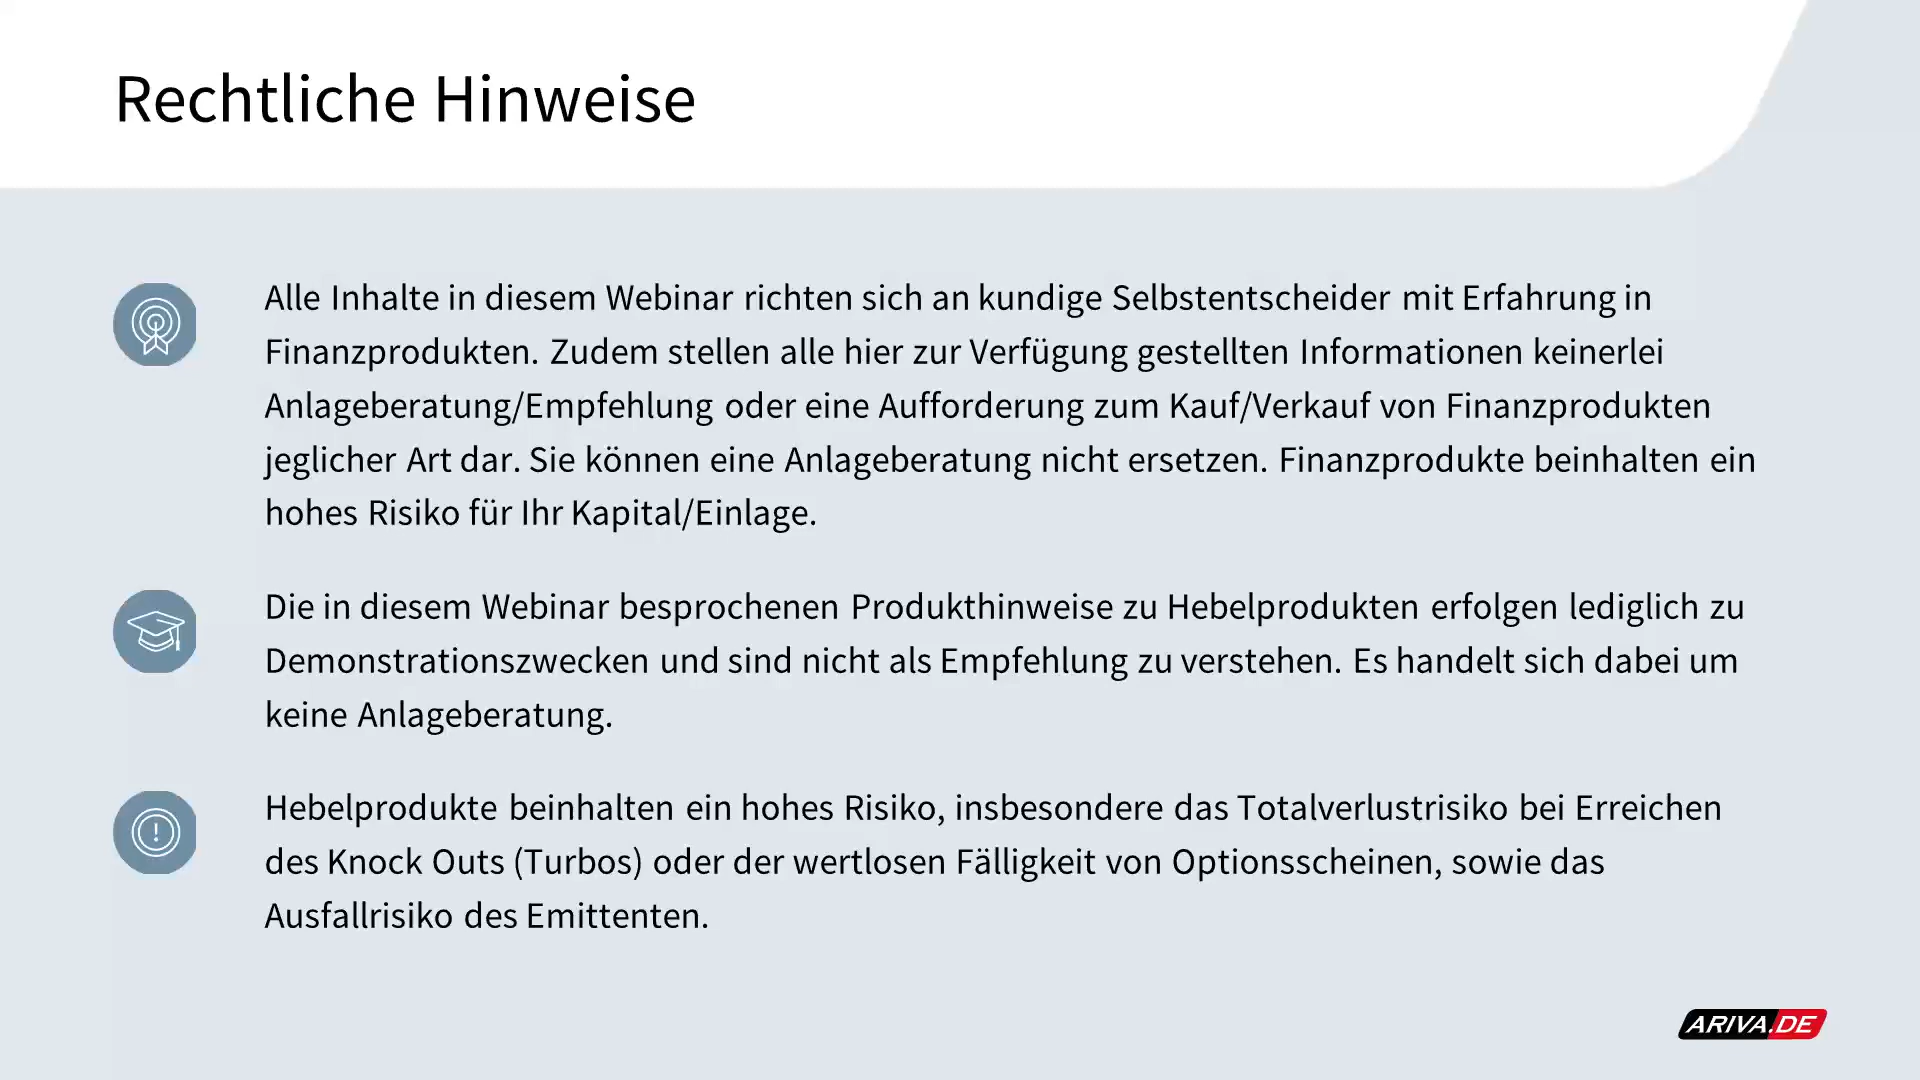 Rechtliche Hinweise
Alle Inhalte in diesem Webinar richten sich an kundige Selbstentscheider mit Erfahrung in
Finanzprodukten. Zudem stellen alle hier zur Verfügung gestellten Informationen keinerlei
Anlageberatung/Empfehlung oder eine Aufforderung zum Kauf/Verkauf von Finanzprodukten
jeglicher Art dar. Sie können eine Anlageberatung nicht ersetzen. Finanzprodukte beinhalten ein
hohes Risiko für Ihr Kapital/Einlage.
Die in diesem Webinar besprochenen Produkthinweise zu Hebelprodukten erfolgen lediglich zu
Demonstrationszwecken und sind nicht als Empfehlung zu verstehen. Es handelt sich dabei um
keine Anlageberatung.
Hebelprodukte beinhalten ein hohes Risiko, insbesondere das Totalverlustrisiko bei Erreichen
des Knock Outs (Turbos) oder der wertlosen Fälligkeit von Optionsscheinen, sowie das
Ausfallrisiko des Emittenten.
ARIVA.DE